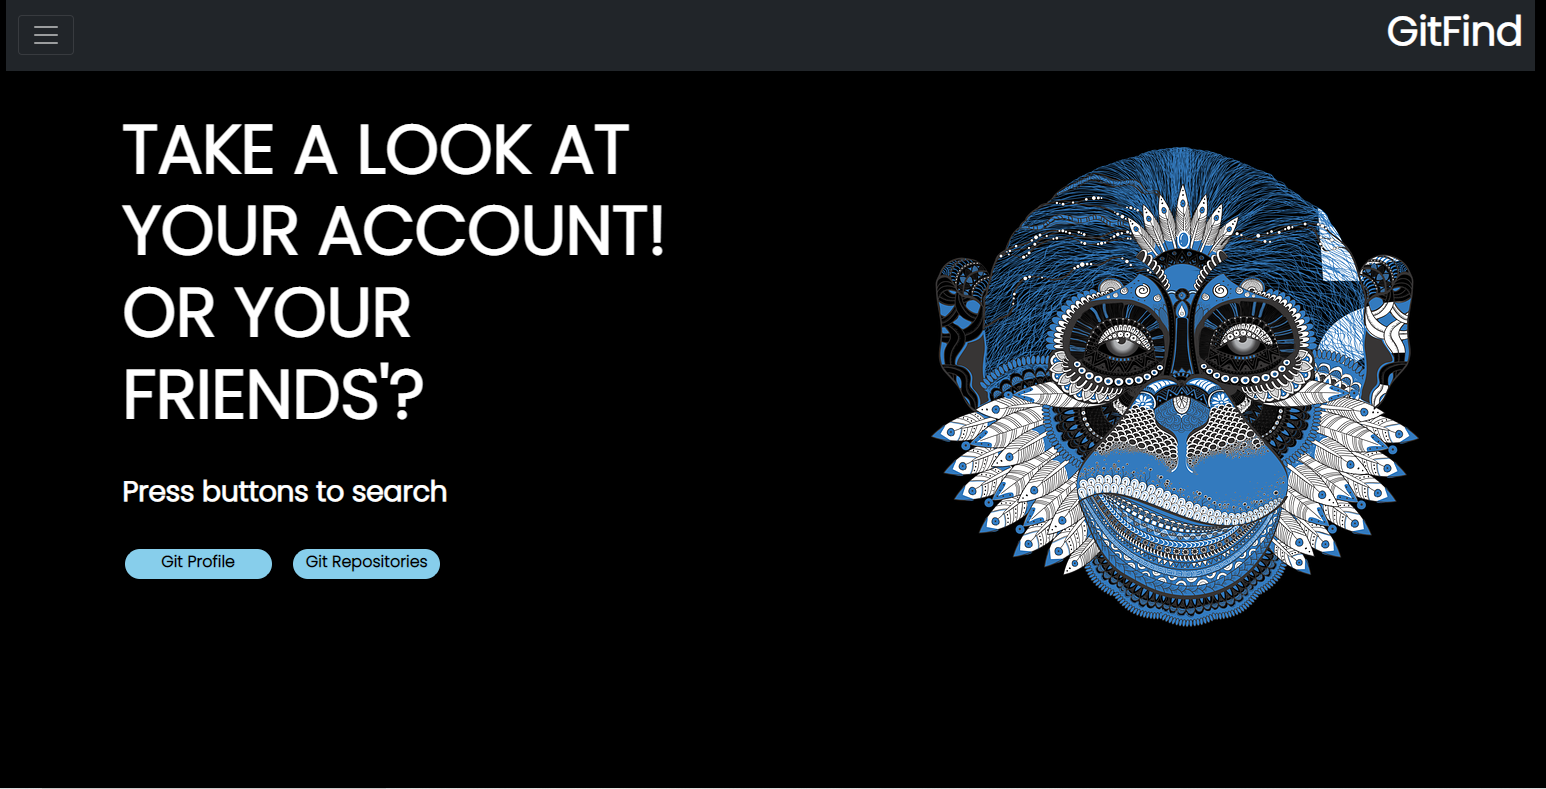 GitFind
TAKE A LOOK AT
YOUR ACCOUNT!
OR YOUR
FRIENDS'?
Press buttons to search
Git Profile
Git Repositories